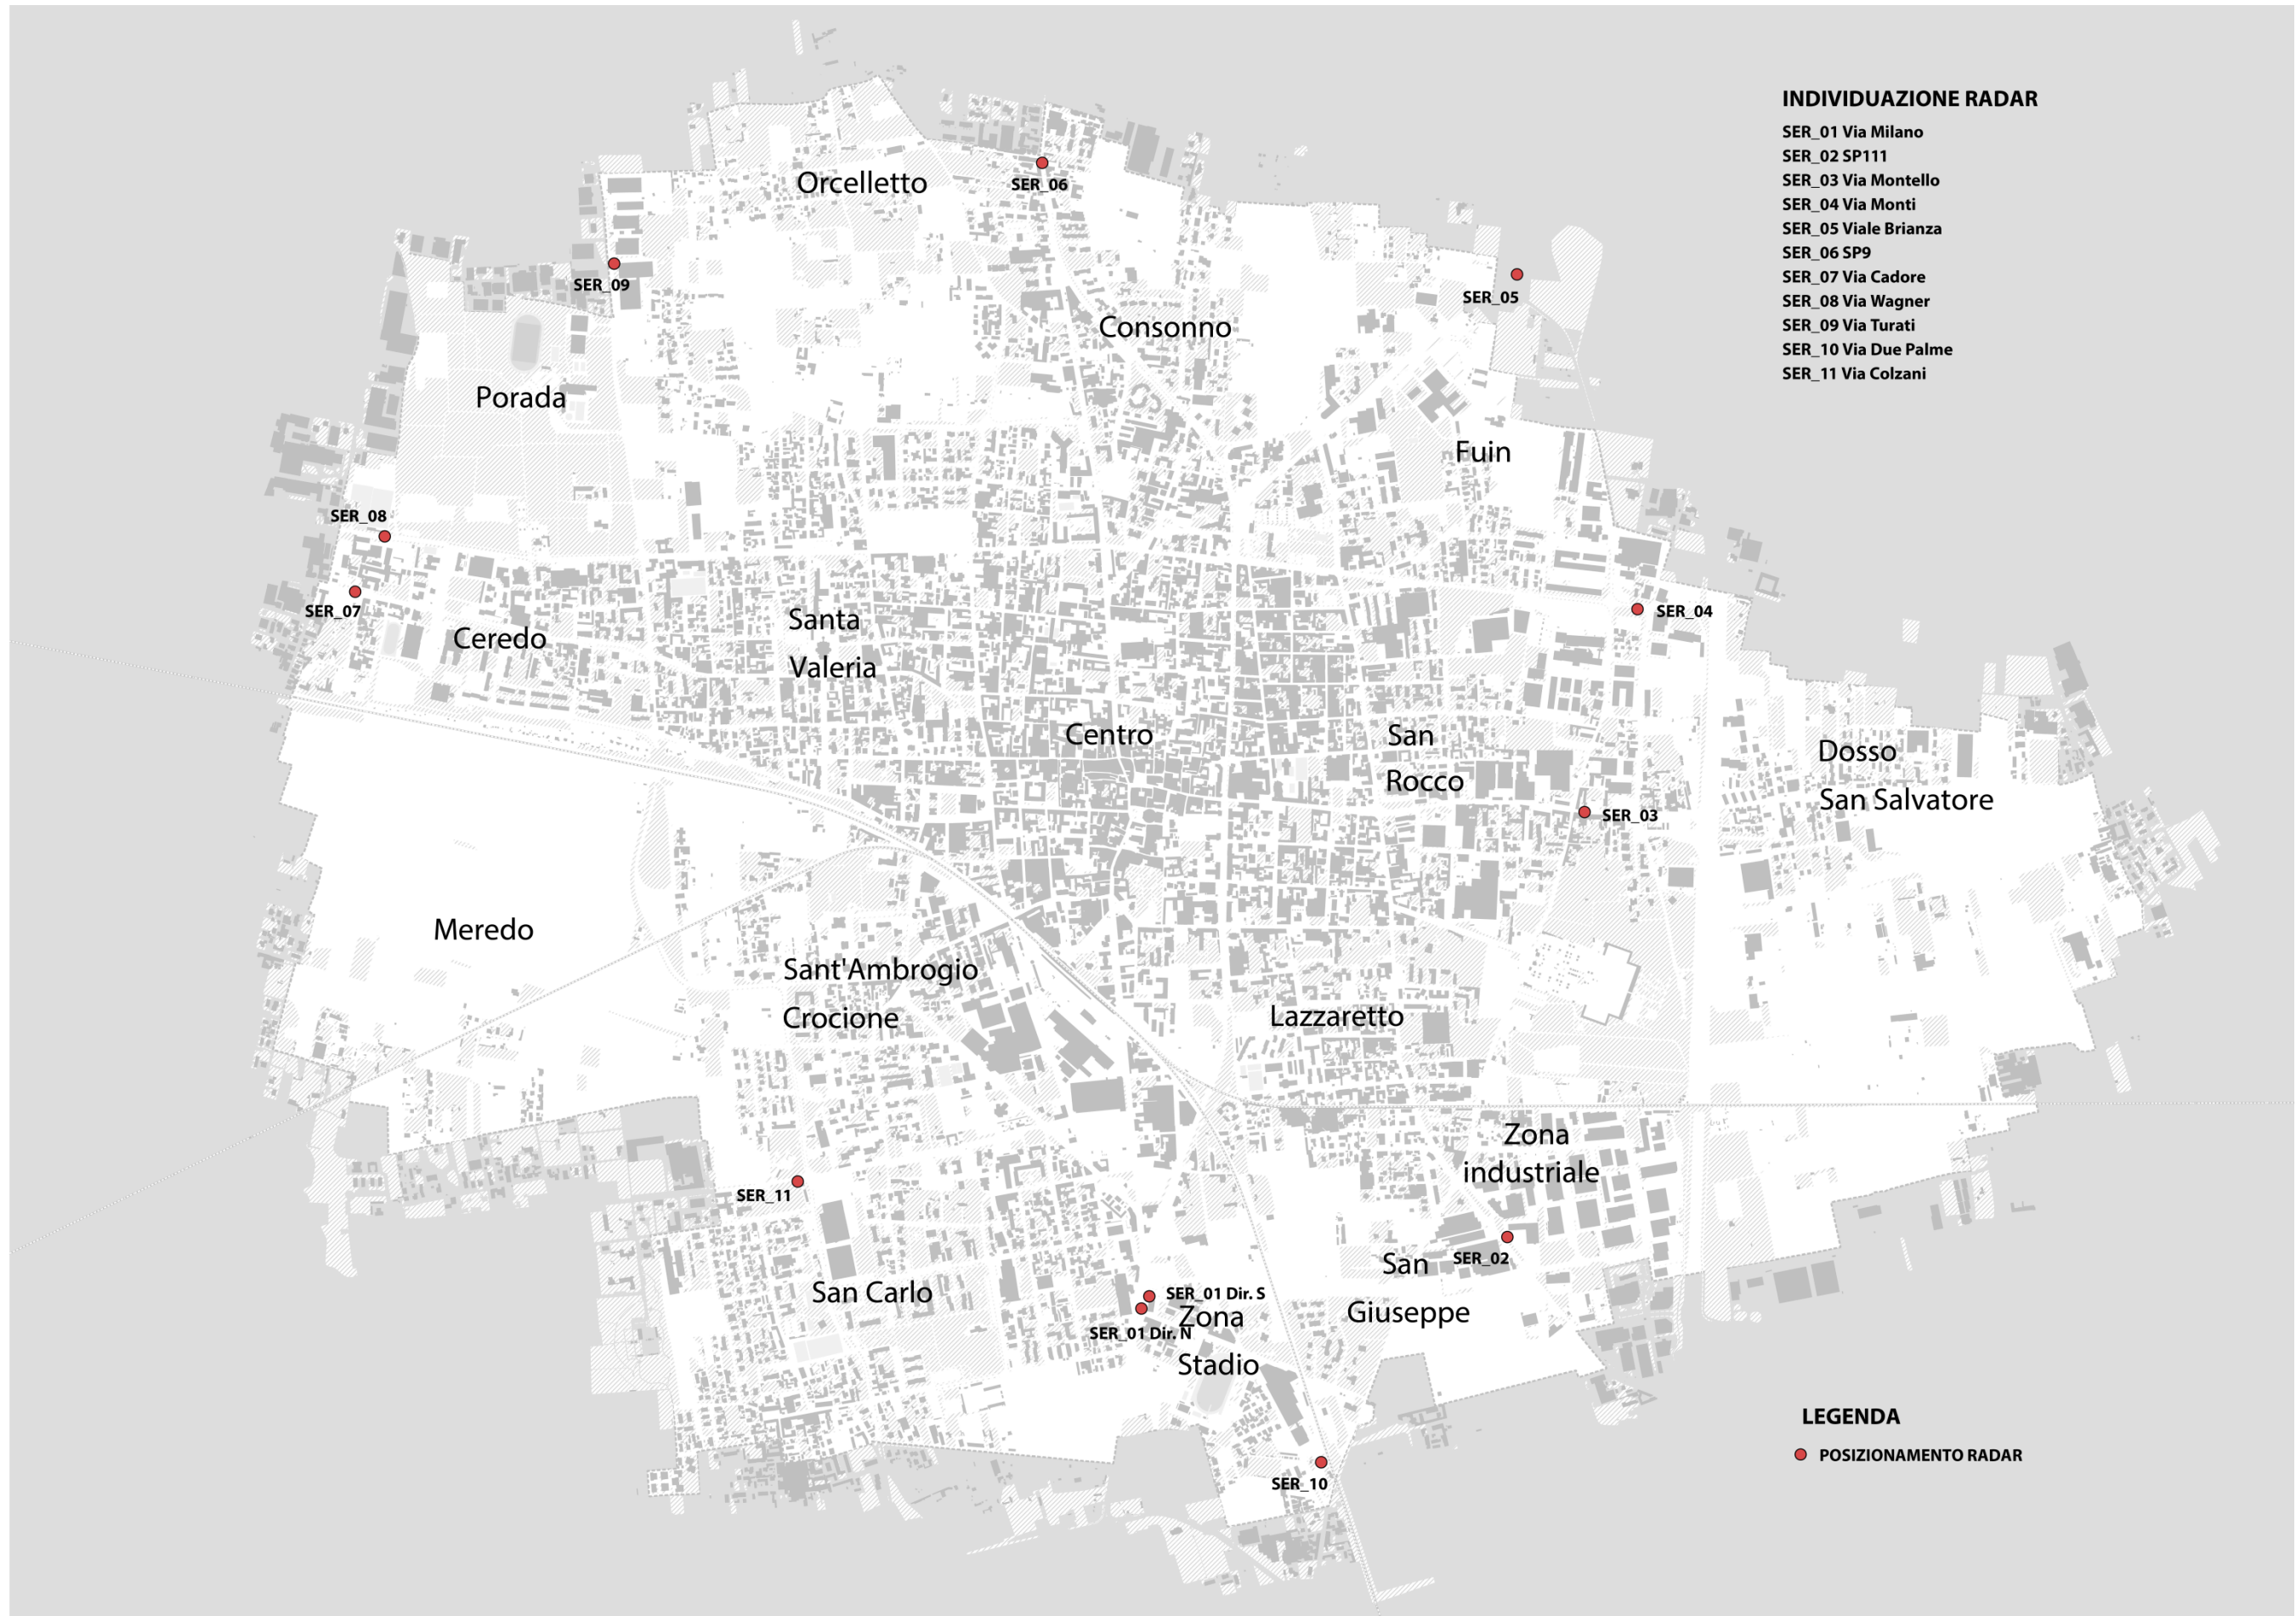 INDIVIDUAZIONE RADAR
SER_01 Via Milano
SER_02 SP111
SER_03 Via Montello
SER_04 Via Monti
SER_05 Viale Brianza
SER_06 SP9
SER_07 Via Cadore
SER_08 Via Wagner
SER_09 Via Turati
SER_10 Via Due Palme
SER_11 Via Colzani
Orcelletto
SER_06
SER_09
SER_05
Consonno
Porada
Fuin
SER_08
SER_07
Ceredo
Santa
Valeria
SER_04
Centro
San
Rocco
Dosso
San Salvatore
SER_03
Meredo
Sant'Ambrogio
Crocione
Lazzaretto
Zona
industriale
SER_11
SER_02
San
Giuseppe
San Carlo
SER_01 Dir. S
SER_01 Dir. N
Zona
Stadio
SER_10
LEGENDA
POSIZIONAMENTO RADAR